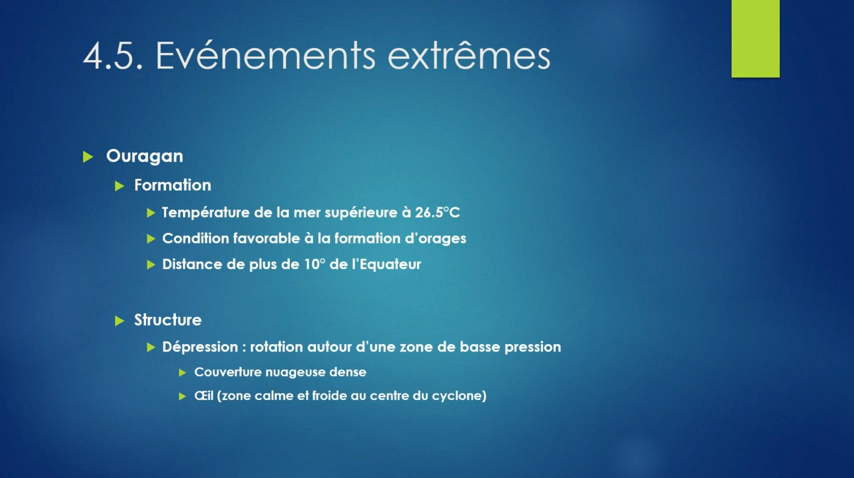 4.5. Evénements extrêmes
Ouragan
Formation
Température de la mer supérieure à 26.5°C
Condition favorable à la formation d'orages
Distance de plus de 10° de l'Equateur
Structure
Dépression : rotation autour d'une zone de basse pression
Couverture nuageuse dense
Œil (zone calme et froide au centre du cyclone)